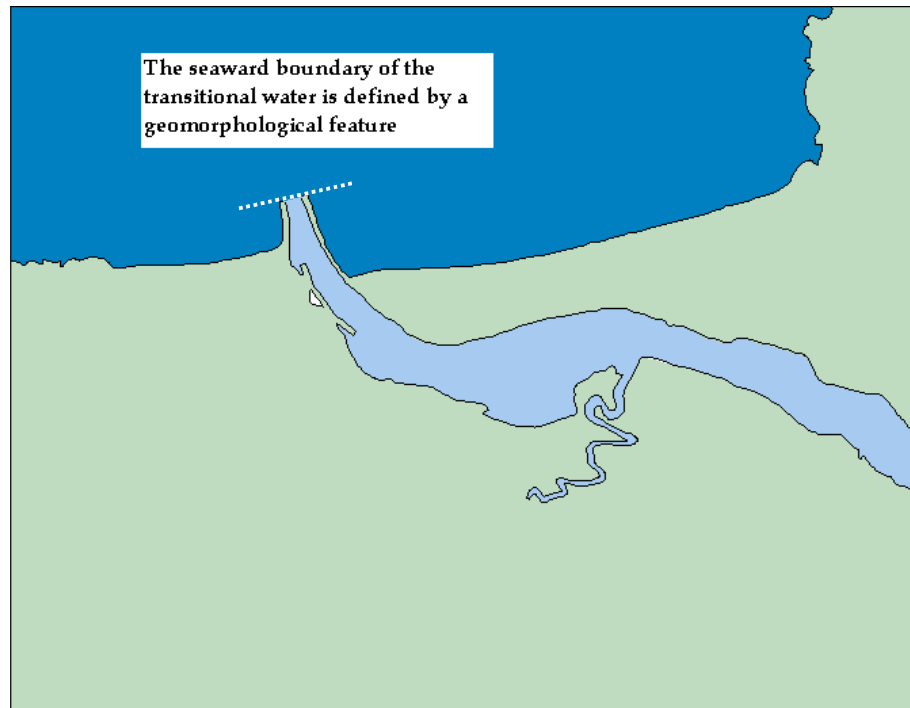 The seaward boundary of the
transitional water is defined by a
geomorphological feature